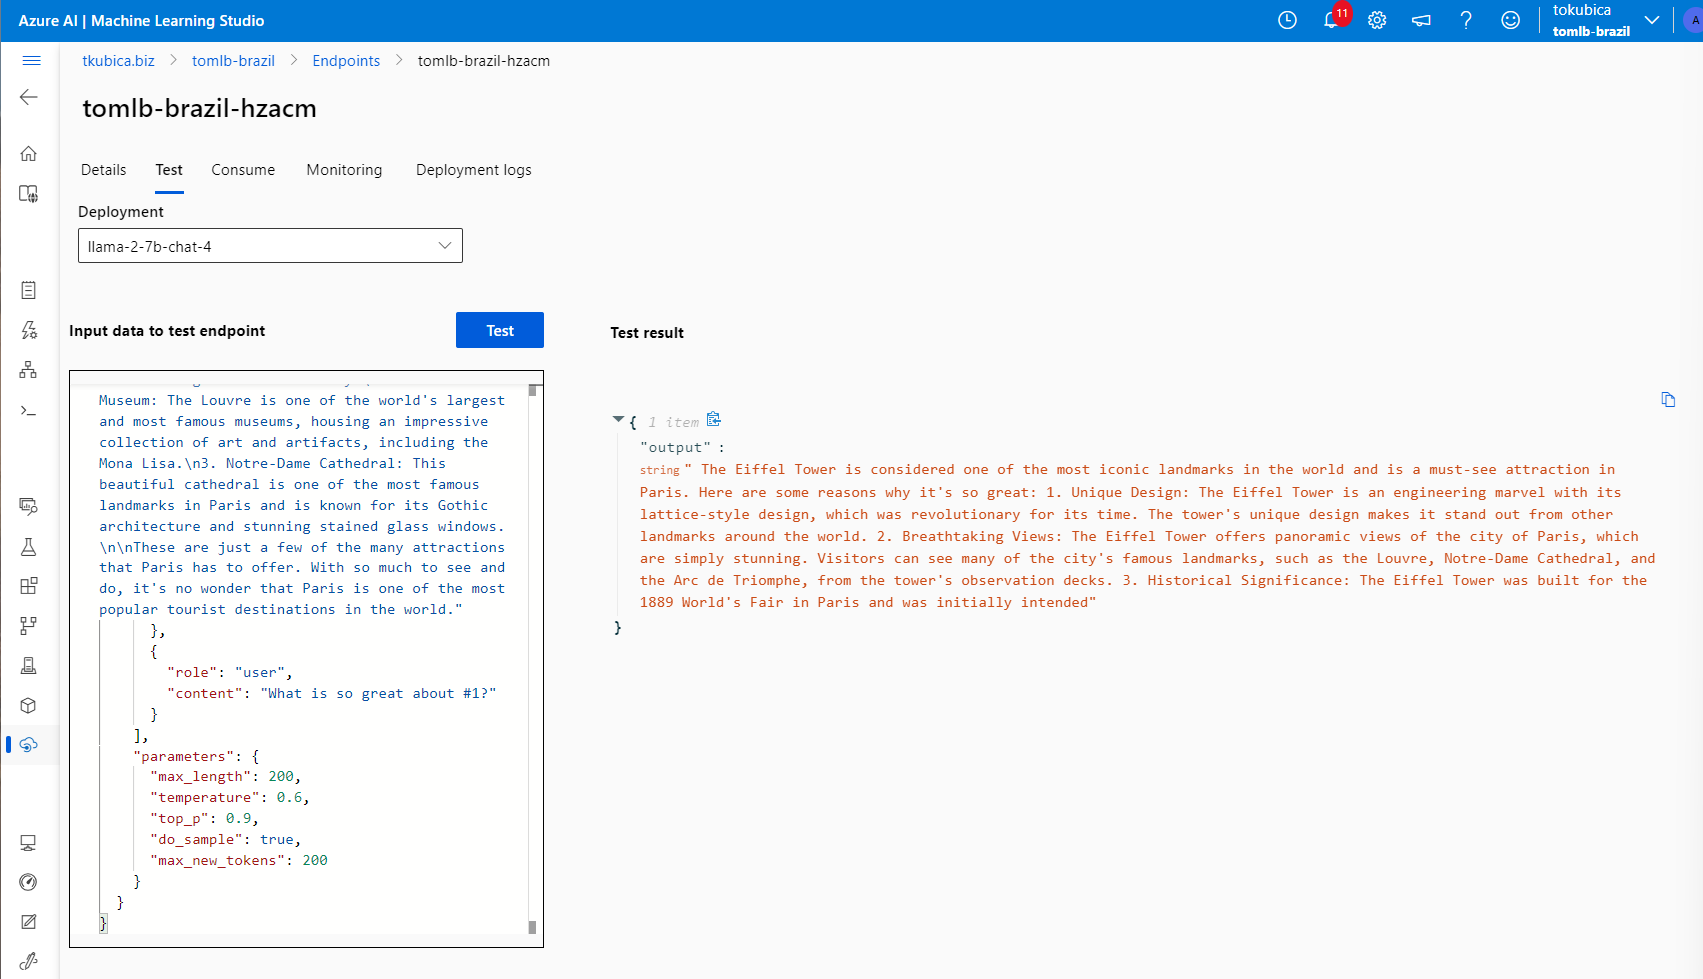 Azure AI | Machine Learning Studio
11
tokubica
tomlb-brazil
A
tkubica.biz > tomlb-brazil > Endpoints > tomlb-brazil-hzacm
tomlb-brazil-hzacm
Details Test Consume Monitoring Deployment logs
Deployment
llama-2-7b-chat-4
Input data to test endpoint
Test
Museum: The Louvre is one of the world's largest
and most famous museums, housing an impressive
collection of art and artifacts, including the
Mona Lisa.\n3. Notre-Dame Cathedral: This
beautiful cathedral is one of the most famous
landmarks in Paris and is known for its Gothic
architecture and stunning stained glass windows.
\n\nThese are just a few of the many attractions
that Paris has to offer. With so much to see and
do, it's no wonder that Paris is one of the most
popular tourist destinations in the world."
},
{
"role": "user",
"content": "What is so great about #1?"
}
],
"parameters": {
"max_length": 200,
"temperature": 0.6,
"top_p": 0.9,
"do_sample": true,
"max_new_tokens": 200
}
}
}
Test result
{ 1 item
"output" :
string " The Eiffel Tower is considered one of the most iconic landmarks in the world and is a must-see attraction in
Paris. Here are some reasons why it's so great: 1. Unique Design: The Eiffel Tower is an engineering marvel with its
lattice-style design, which was revolutionary for its time. The tower's unique design makes it stand out from other
landmarks around the world. 2. Breathtaking Views: The Eiffel Tower offers panoramic views of the city of Paris, which
are simply stunning. Visitors can see many of the city's famous landmarks, such as the Louvre, Notre-Dame Cathedral, and
the Arc de Triomphe, from the tower's observation decks. 3. Historical Significance: The Eiffel Tower was built for the
1889 World's Fair in Paris and was initially intended"
}